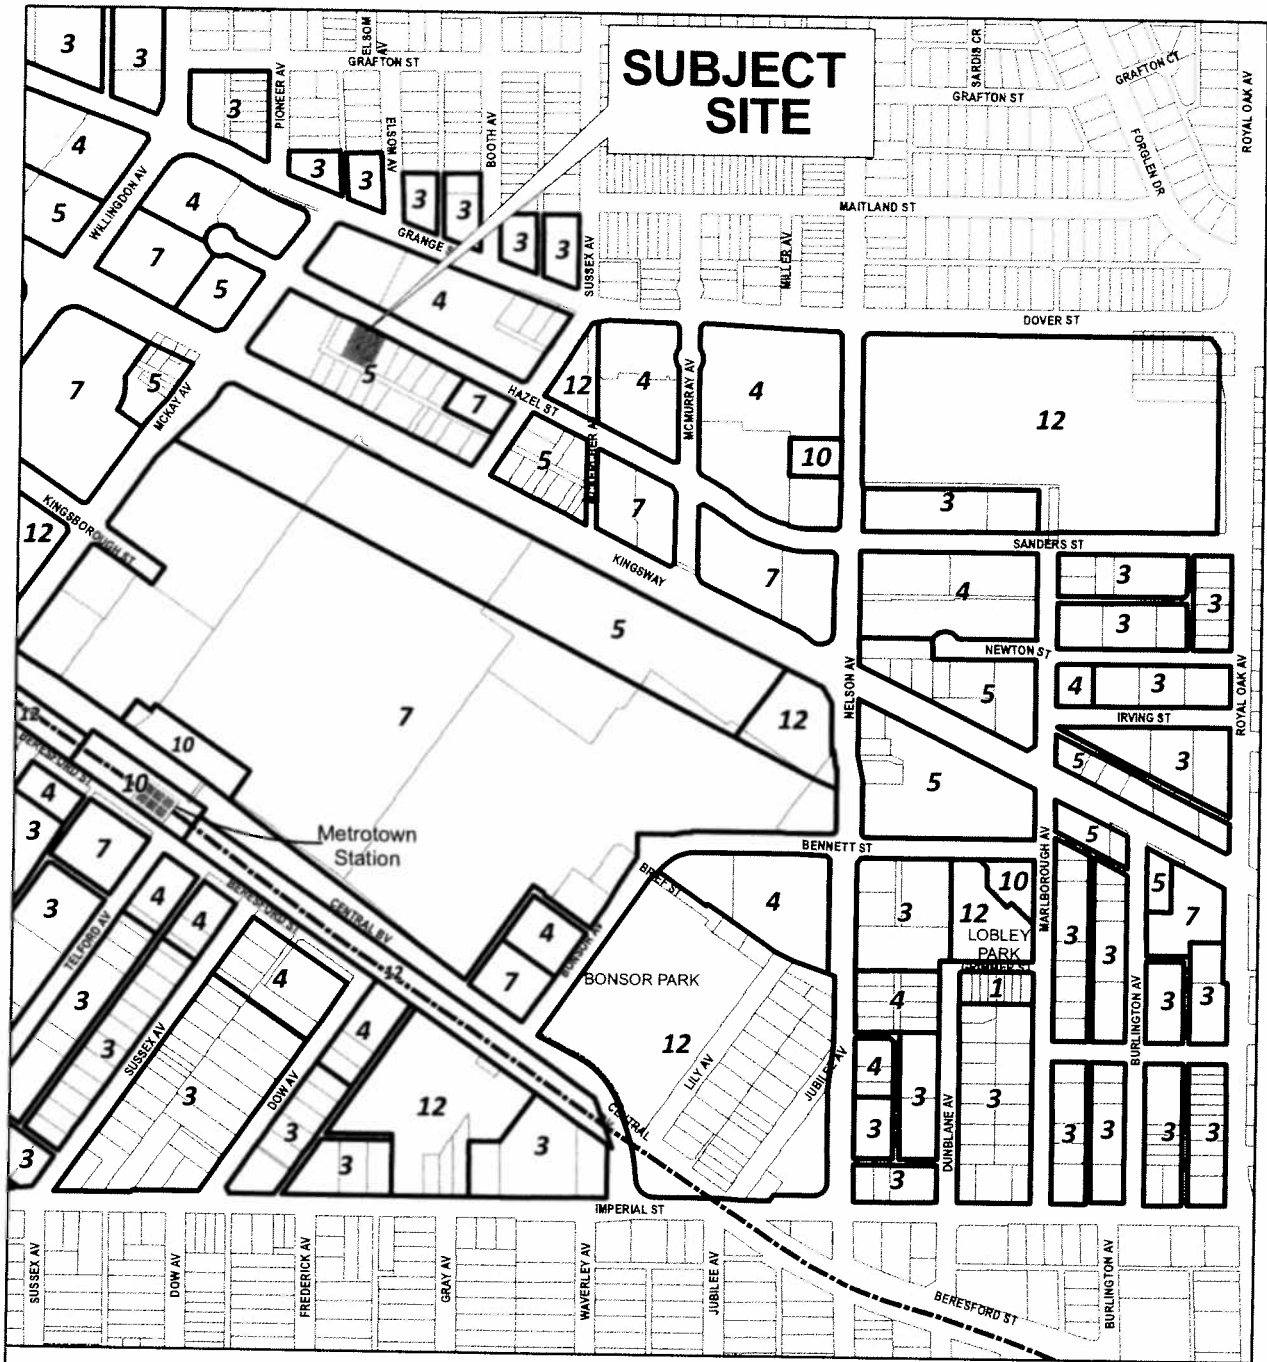 3
3
ELSOM
AV
GRAFTON ST
SUBJECT
SITE
SARDIS CR
GRAFTON CT
GRAFTON ST
ROYAL OAK AV
3
PIONEER AV
ELSOM AV
BOOTH AV
FORGLEN DR
4
WILLINGDON AV
3
3
3
3
MAITLAND ST
5
4
GRANGE
3
3
SUSSEX AV
MILLER AV
7
5
4
DOVER ST
7
5
MCKAY AV
5
7
HAZEL ST
12
4
MCMURRAY AV
4
12
10
5
7
3
KINGSBOROUGH ST
12
KINGSWAY
7
SANDERS ST
4
3
3
3
5
NEWTON ST
NELSON AV
5
4
3
ROYAL OAK AV
IRVING ST
12
7
12
10
BERESFORD ST
10
5
5
3
4
Metrotown
Station
3
7
BENNETT ST
5
MARLBOROUGH AV
BRIEF ST
4
4
4
BERESFORD ST
CENTRAL BV
4
3
12
10
5
7
3
TELFORD AV
4
7
BONSOR AV
BONSOR PARK
LOBLEY
PARK
3
3
12
4
1
3
3
BURLINGTON AV
3
3
SUSSEX AV
4
12
LILY AV
JUBILEE AV
4
3
3
DOW AV
12
3
3
DUNBLANE AV
3
3
3
3
3
3
3
3
CENTRAL
3
IMPERIAL ST
SUSSEX AV
DOW AV
FREDERICK AV
GRAY AV
WAVERLEY AV
JUBILEE AV
BERESFORD ST
BURLINGTON AV